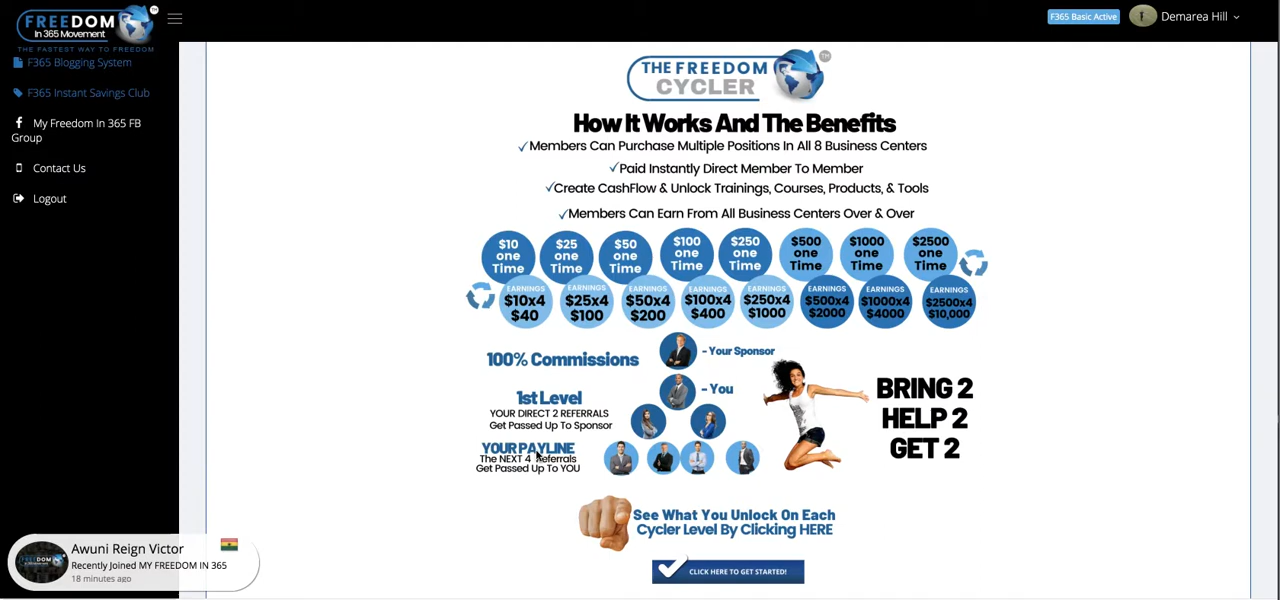 FREEDOM
In 365 Movement
THE FASTEST WAY TO FREEDOM
TM
F365 Basic Active
Demarea Hill
F365 Blogging System
F365 Instant Savings Club
My Freedom In 365 FB
Group
Contact Us
Logout
THE FREEDOM
CYCLER
TM
How It Works And The Benefits
✓Members Can Purchase Multiple Positions In All 8 Business Centers
✓Paid Instantly Direct Member To Member
✓Create CashFlow & Unlock Trainings, Courses, Products, & Tools
✓Members Can Earn From All Business Centers Over & Over
$10 one Time
$25 one Time
$50 one Time
$100 one Time
$250 one Time
$500 one Time
$1000 one Time
$2500 one Time
EARNINGS $10x4 $40
EARNINGS $25x4 $100
EARNINGS $50x4 $200
EARNINGS $100x4 $400
EARNINGS $250x4 $1000
EARNINGS $500x4 $2000
EARNINGS $1000x4 $4000
EARNINGS $2500x4 $10,000
100% Commissions
- Your Sponsor
- You
1st Level
YOUR DIRECT 2 REFERRALS
Get Passed Up To Sponsor
YOUR PAYLINE
The NEXT 4 Referrals
Get Passed Up To YOU
BRING 2
HELP 2
GET 2
See What You Unlock On Each
Cycler Level By Clicking HERE
CLICK HERE TO GET STARTED!
Awuni Reign Victor
Recently Joined MY FREEDOM IN 365
18 minutes ago